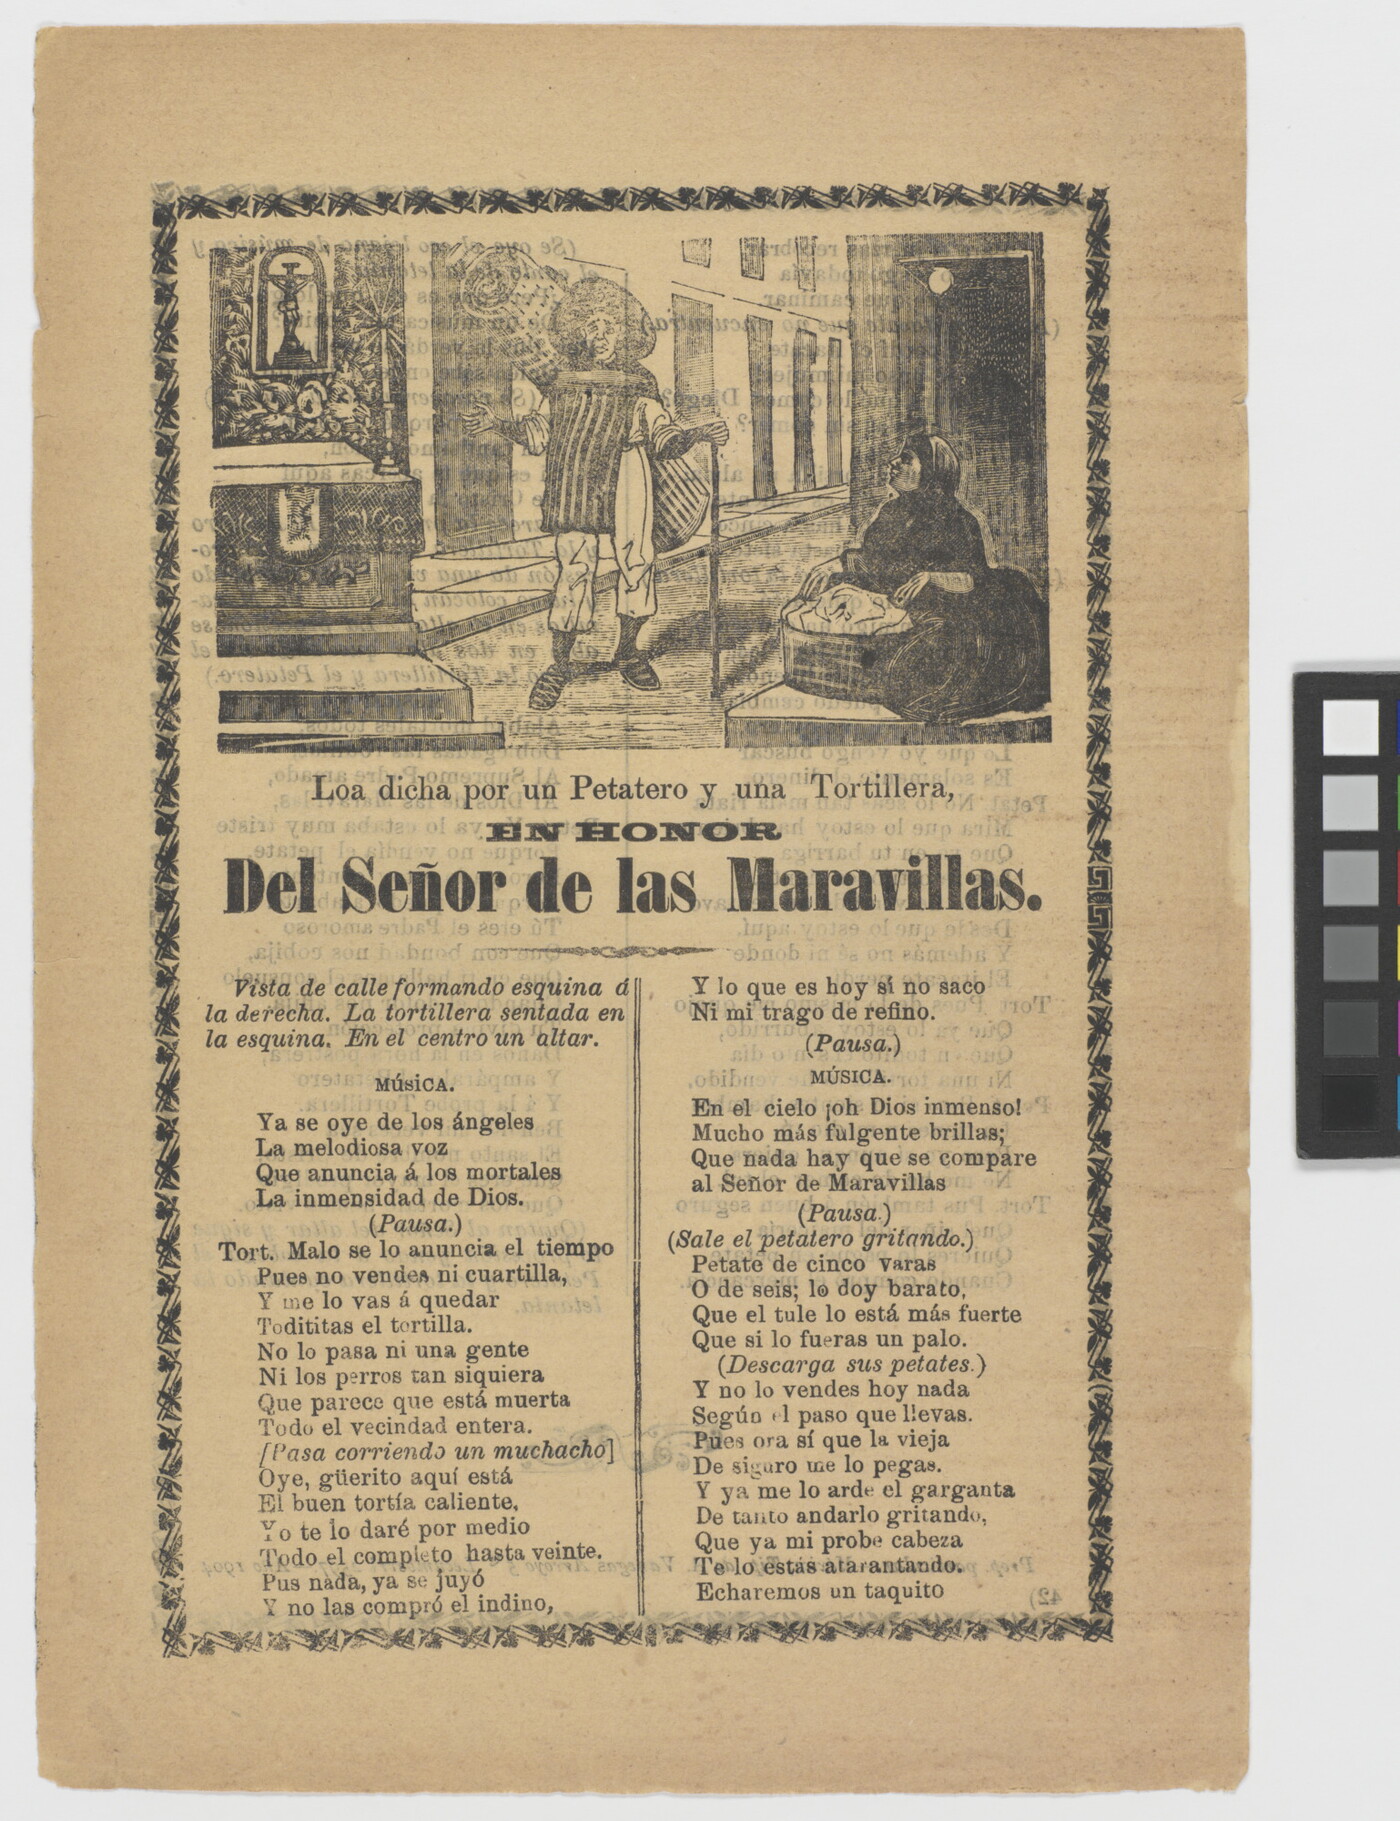 Loa dicha por un Petatero y una Tortillera,
EN HONOR
Del Señor de las Maravillas.
Vista de calle formando esquina á
la derecha. La tortillera sentada en
la esquina. En el centro un altar.
MÚSICA.
Ya se oye de los ángeles
La melodiosa voz
Que anuncia á los mortales
La inmensidad de Dios.
(Pausa.)
Tort. Malo se lo anuncia el tiempo
Pues no vendes ni cuartilla,
Y me lo vas á quedar
Todititas el tortilla.
No lo pasa ni una gente
Ni los perros tan siquiera
Que parece que está muerta
Todo el vecindad entera.
[Pasa corriendo un muchacho]
Oye, güerito aquí está
El buen tortía caliente,
Yo te lo daré por medio
Todo el completo hasta veinte.
Pus nada, ya se juyó
Y no las compró el indino,
Y lo que es hoy sí no saco
Ni mi trago de refino.
(Pausa.)
MÚSICA.
En el cielo ¡oh Dios inmenso!
Mucho más fulgente brillas;
Que nada hay que se compare
al Señor de Maravillas
(Pausa.)
(Sale el petatero gritando.)
Petate de cinco varas
O de seis; lo doy barato,
Que el tule lo está más fuerte
Que si lo fueras un palo.
(Descarga sus petates.)
Y no lo vendes hoy nada
Según el paso que llevas.
Pues ora sí que la vieja
De siguro me lo pegas.
Y ya me lo arde el garganta
De tanto andarlo gritando,
Que ya mi probe cabeza
Te lo estás atarantando.
Echaremos un taquito